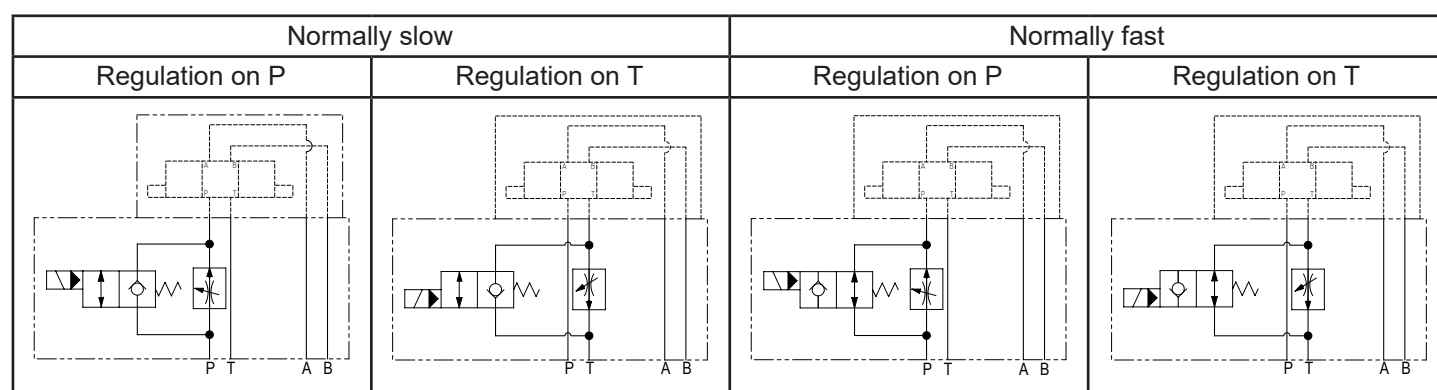 Normally slow Normally fast
Regulation on P Regulation on T Regulation on P Regulation on T
A B A B A B A B
P T P T P T P T
P T A B P T A B P T A B P T A B